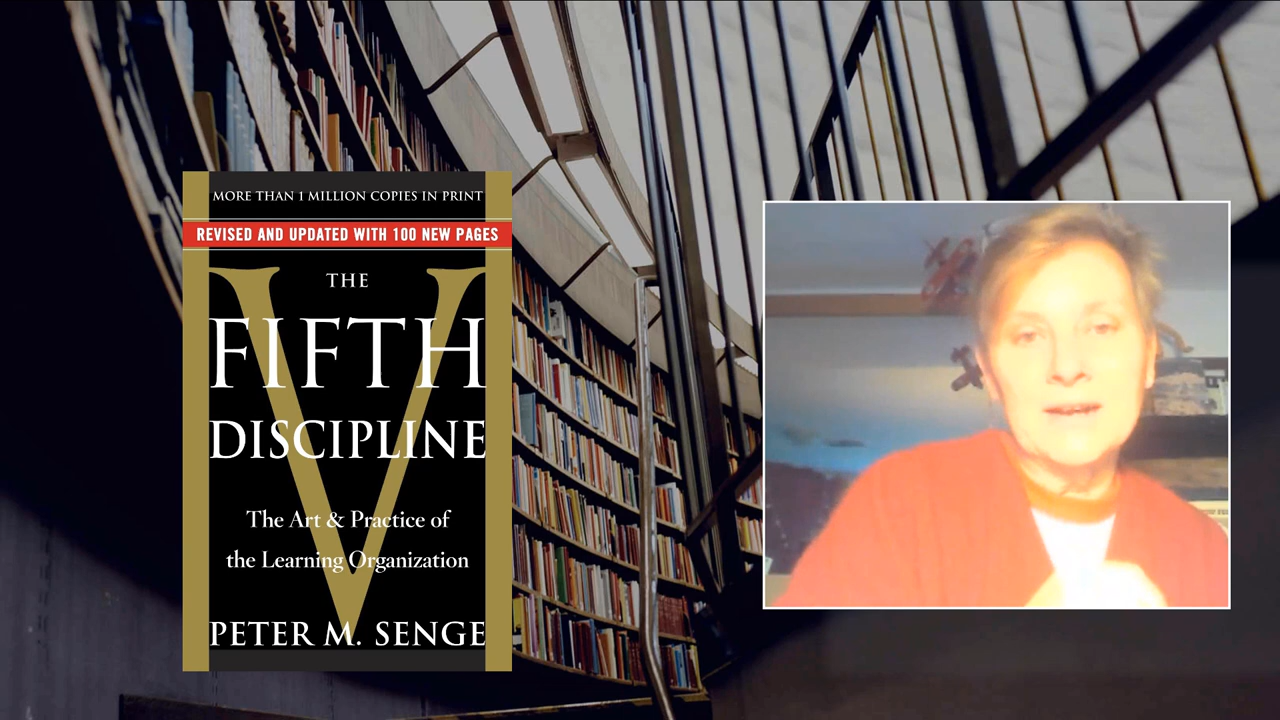 MORE THAN 1 MILLION COPIES IN PRINT
REVISED AND UPDATED WITH 100 NEW PAGES
THE
FIFTH
DISCIPLINE
The Art & Practice of
the Learning Organization
PETER M. SENGE